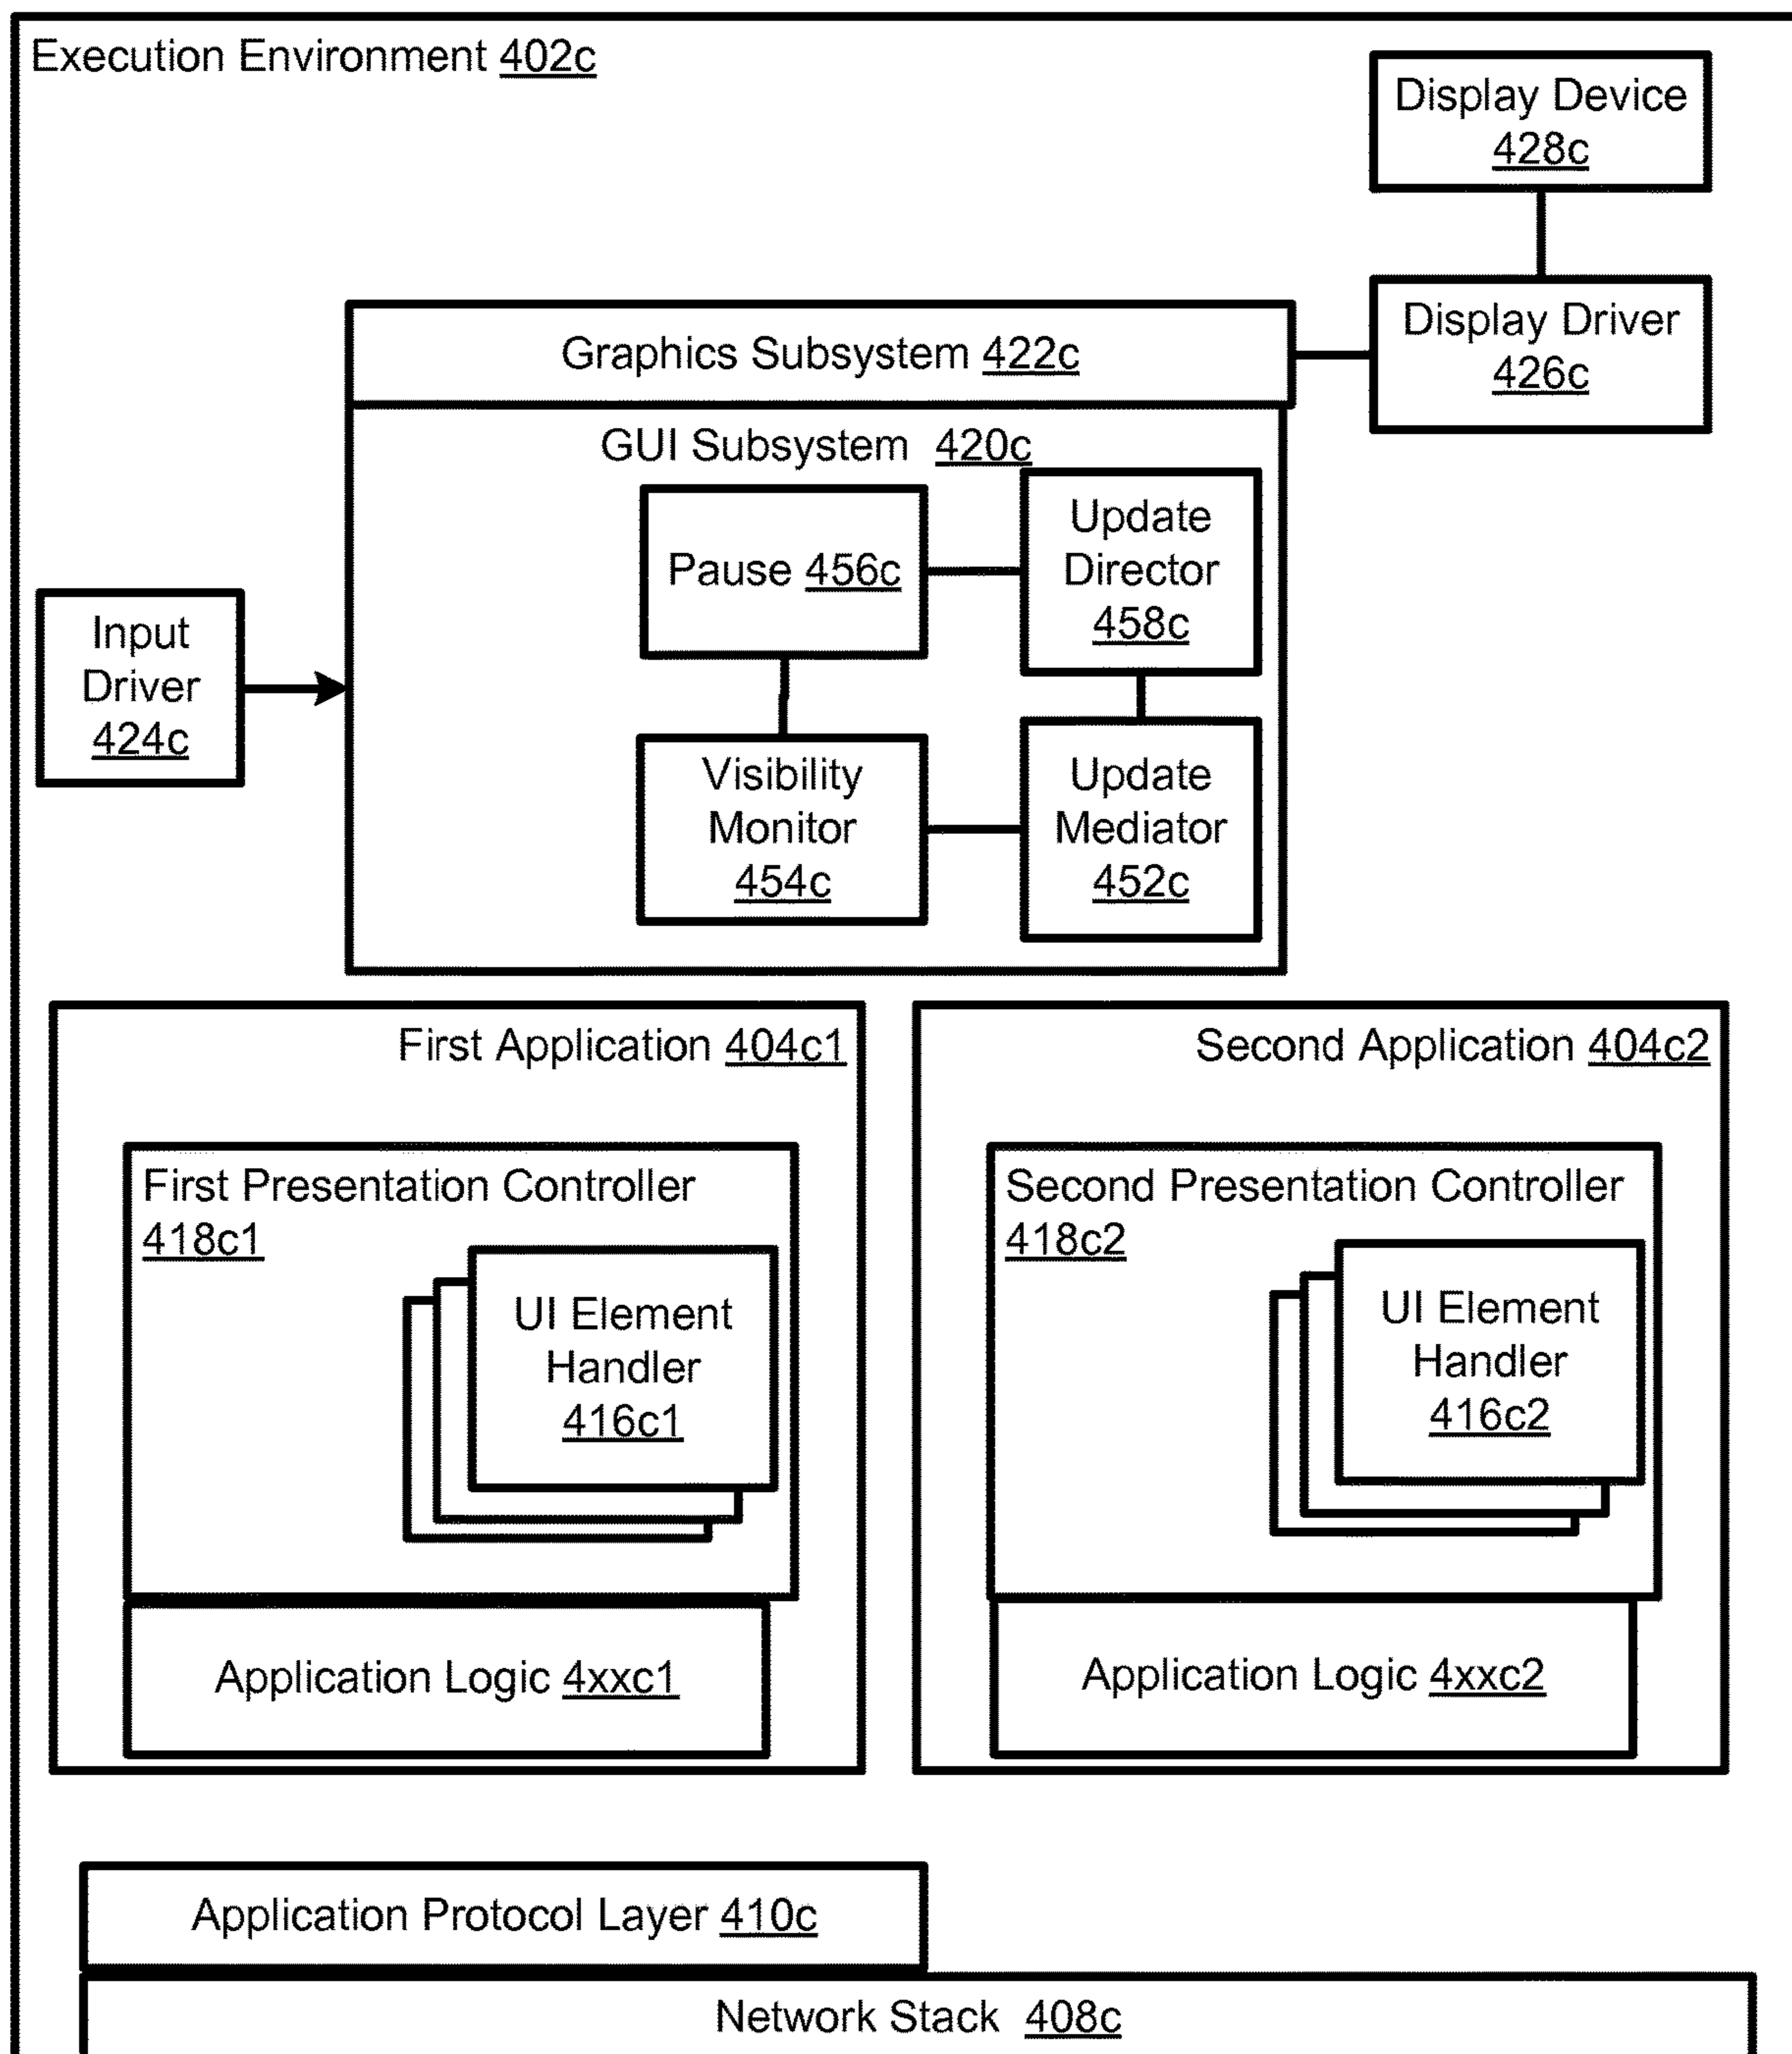 Execution Environment 402c
Display Device
428c
Display Driver
426c
Graphics Subsystem 422c
GUI Subsystem 420c
Pause 456c
Update
Director
458c
Input
Driver
424c
Visibility
Monitor
454c
Update
Mediator
452c
First Application 404c1
First Presentation Controller
418c1
UI Element
Handler
416c1
Application Logic 4xxc1
Second Application 404c2
Second Presentation Controller
418c2
UI Element
Handler
416c2
Application Logic 4xxc2
Application Protocol Layer 410c
Network Stack 408c